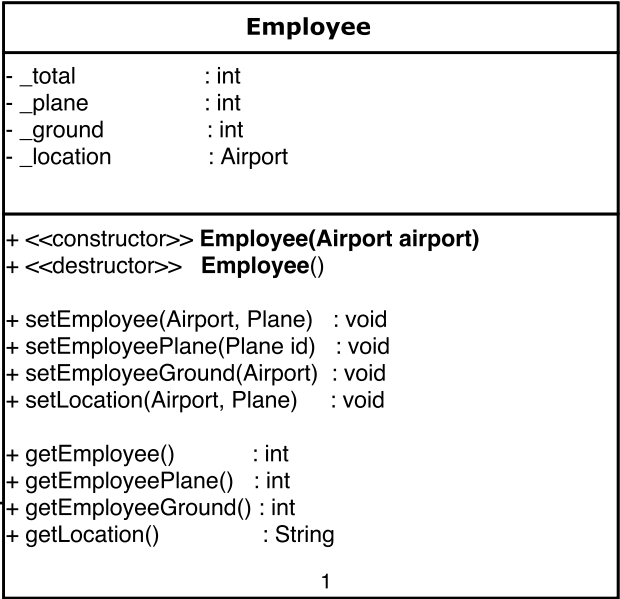 Employee
- _total : int
- _plane : int
- _ground : int
- _location : Airport
+ <<constructor>> Employee(Airport airport)
+ <<destructor>> Employee()
+ setEmployee(Airport, Plane) : void
+ setEmployeePlane(Plane id) : void
+ setEmployeeGround(Airport) : void
+ setLocation(Airport, Plane) : void
+ getEmployee() : int
+ getEmployeePlane() : int
+ getEmployeeGround() : int
+ getLocation() : String
1